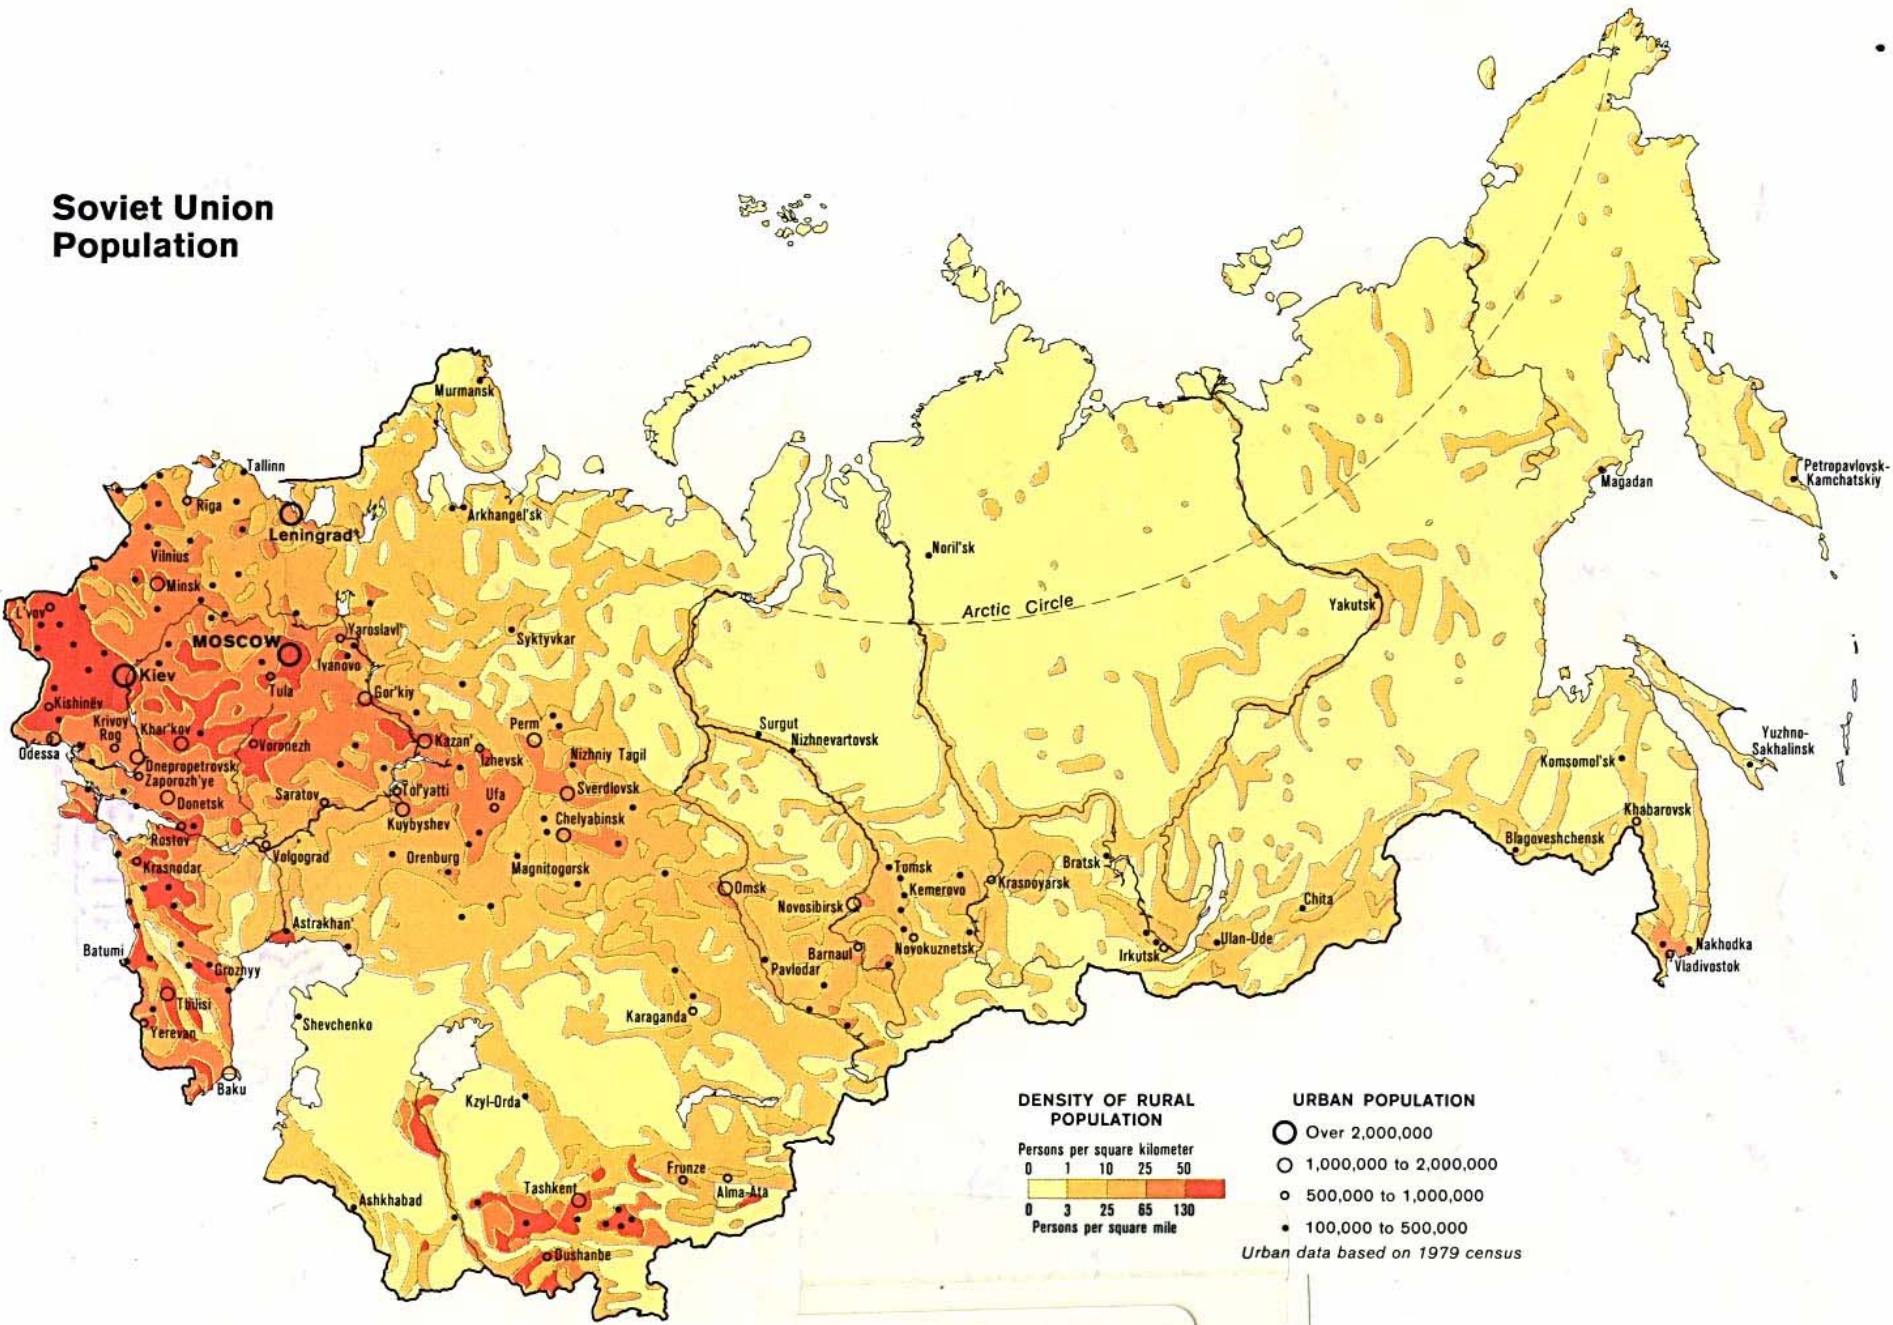 Soviet Union
Population
Murmansk
Tallinn
Riga
Leningrad
Arkhangel'sk
Vilnius
Minsk
L'vov
MOSCOW
Yaroslavl'
Ivanovo
Syktyvkar
Kiev
Tula
Gor'kiy
Kishinëv
Krivoy
Rog
Khar'kov
Voronezh
Kazan'
Perm'
Izhevsk
Nizhniy Tagil
Odessa
Dnepropetrovsk
Zaporozh'ye
Donetsk
Saratov
Tol'yatti
Kuybyshev
Ufa
Sverdlovsk
Chelyabinsk
Rostov
Volgograd
Orenburg
Magnitogorsk
Krasnodar
Astrakhan'
Batumi
Groznyy
Tbilisi
Yerevan
Baku
Shevchenko
Noril'sk
Arctic Circle
Yakutsk
Magadan
Petropavlovsk-
Kamchatskiy
Surgut
Nizhnevartovsk
Yuzhno-
Sakhalinsk
Komsomol'sk
Khabarovsk
Blagoveshchensk
Omsk
Tomsk
Kemerovo
Novosibirsk
Krasnoyarsk
Bratsk
Chita
Barnaul
Novokuznetsk
Pavlodar
Irkutsk
Ulan-Ude
Nakhodka
Vladivostok
Karaganda
Kzyl-Orda
Frunze
Alma-Ata
Tashkent
Ashkhabad
Dushanbe
DENSITY OF RURAL
POPULATION
Persons per square kilometer
0 1 10 25 50
0 3 25 65 130
Persons per square mile
URBAN POPULATION
Over 2,000,000
1,000,000 to 2,000,000
500,000 to 1,000,000
100,000 to 500,000
Urban data based on 1979 census